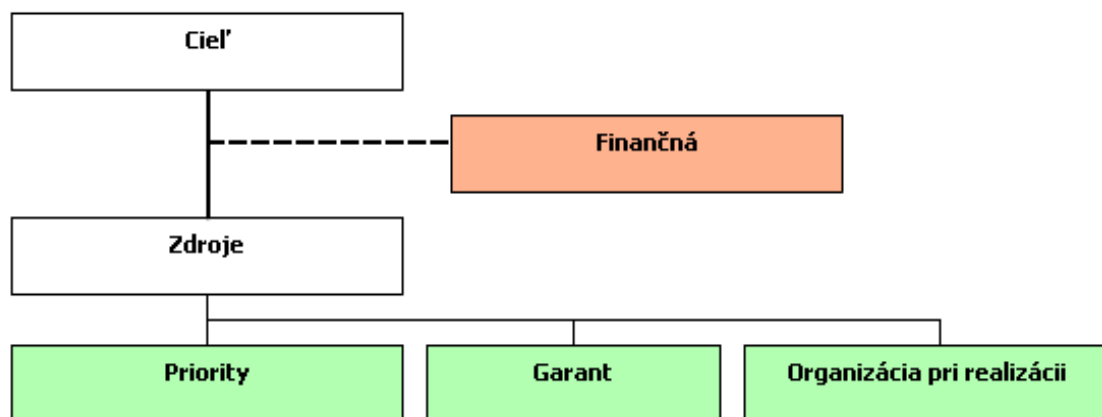 Cieľ
Finančná
Zdroje
Priority
Garant
Organizácia pri realizácii